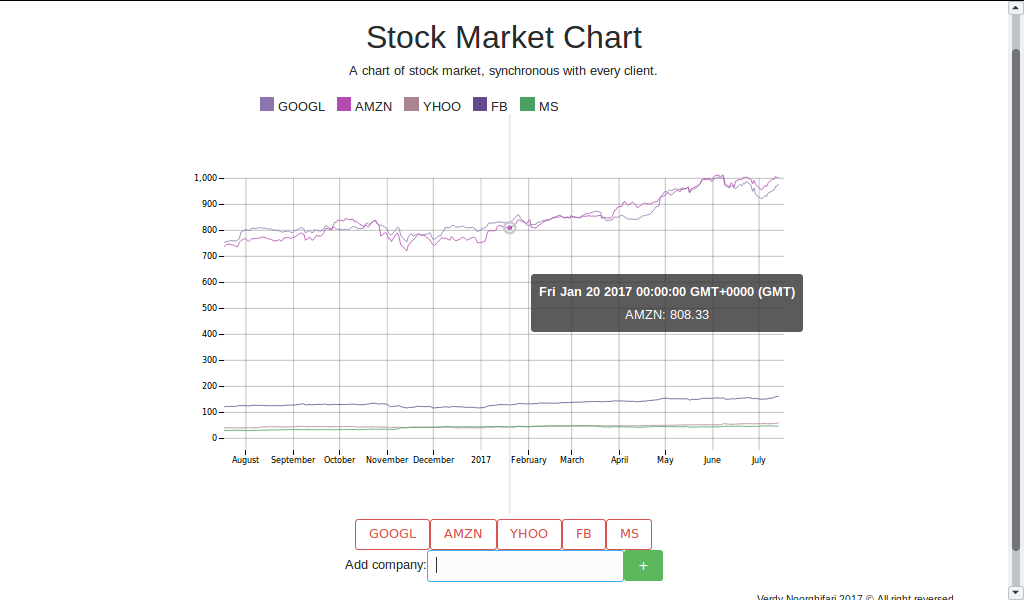 Stock Market Chart
A chart of stock market, synchronous with every client.
GOOGL AMZN YHOO FB MS
1,000
900
800
700
600
500
400
300
200
100
0
Fri Jan 20 2017 00:00:00 GMT+0000 (GMT)
AMZN: 808.33
August September October November December 2017 February March April May June July
GOOGL AMZN YHOO FB MS
Add company: +
Verdy Noorghifari 2017 © All right reversed.